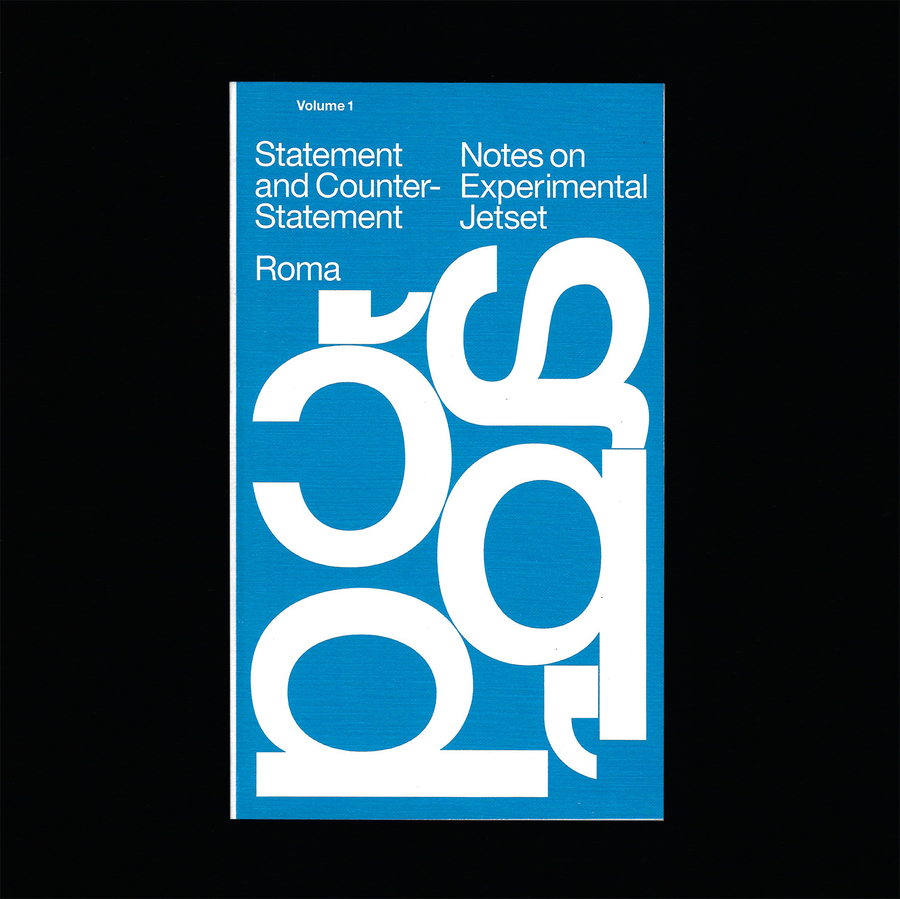 Volume 1
Statement
and Counter-
Statement
Notes on
Experimental
Jetset
Roma